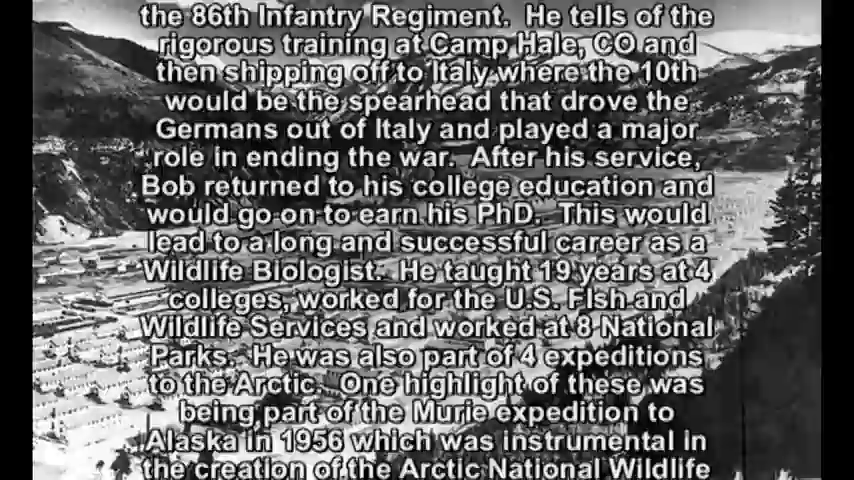 the 86th Infantry Regiment. He tells of the
rigorous training at Camp Hale, CO and
then shipping off to Italy where the 10th
would be the spearhead that drove the
Germans out of Italy and played a major
role in ending the war. After his service,
Bob returned to his college education and
would go on to earn his PhD. This would
lead to a long and successful career as a
Wildlife Biologist. He taught 19 years at 4
colleges, worked for the U.S. FIsh and
Wildlife Services and worked at 8 National
Parks. He was also part of 4 expeditions
to the Arctic. One highlight of these was
being part of the Murie expedition to
Alaska in 1956 which was instrumental in
the creation of the Arctic National Wildlife